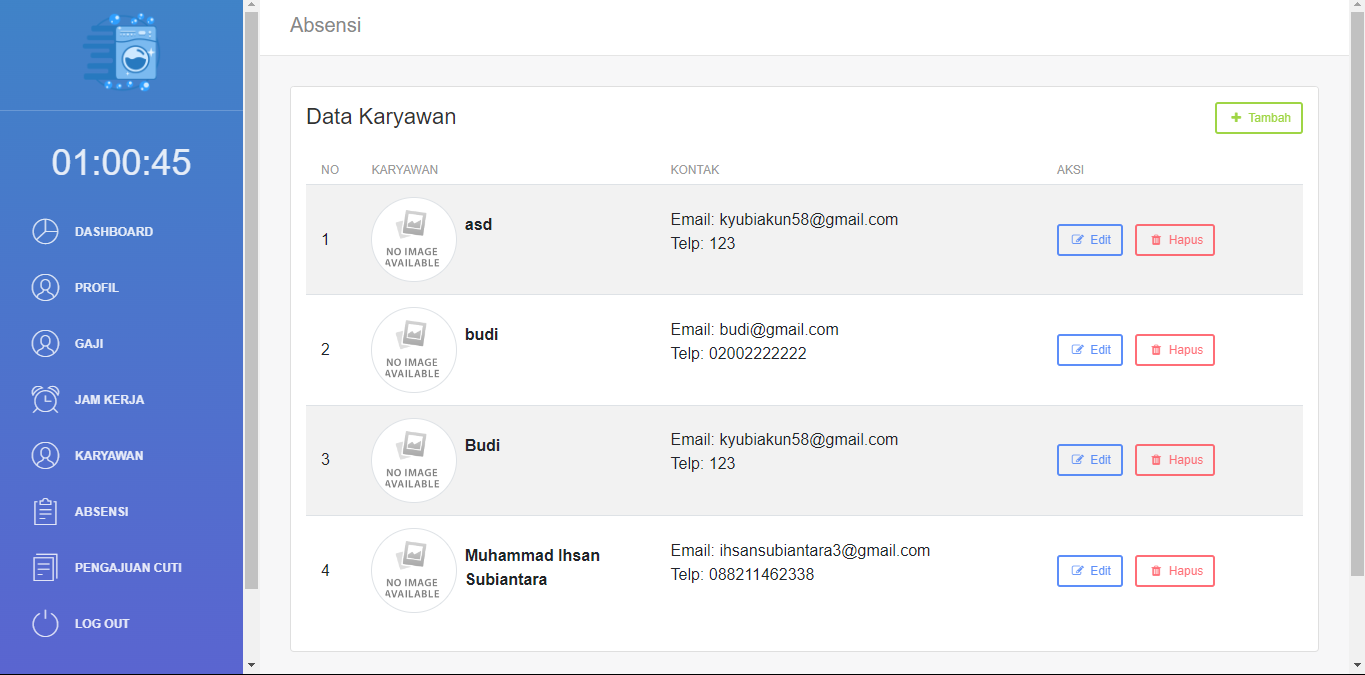 Absensi
01:00:45
DASHBOARD
PROFIL
GAJI
JAM KERJA
KARYAWAN
ABSENSI
PENGAJUAN CUTI
LOG OUT
Data Karyawan
Tambah
NO KARYAWAN KONTAK AKSI
1
NO IMAGE
AVAILABLE
asd
Email: kyubiakun58@gmail.com
Telp: 123
Edit
Hapus
2
NO IMAGE
AVAILABLE
budi
Email: budi@gmail.com
Telp: 02002222222
Edit
Hapus
3
NO IMAGE
AVAILABLE
Budi
Email: kyubiakun58@gmail.com
Telp: 123
Edit
Hapus
4
NO IMAGE
AVAILABLE
Muhammad Ihsan
Subiantara
Email: ihsansubiantara3@gmail.com
Telp: 088211462338
Edit
Hapus